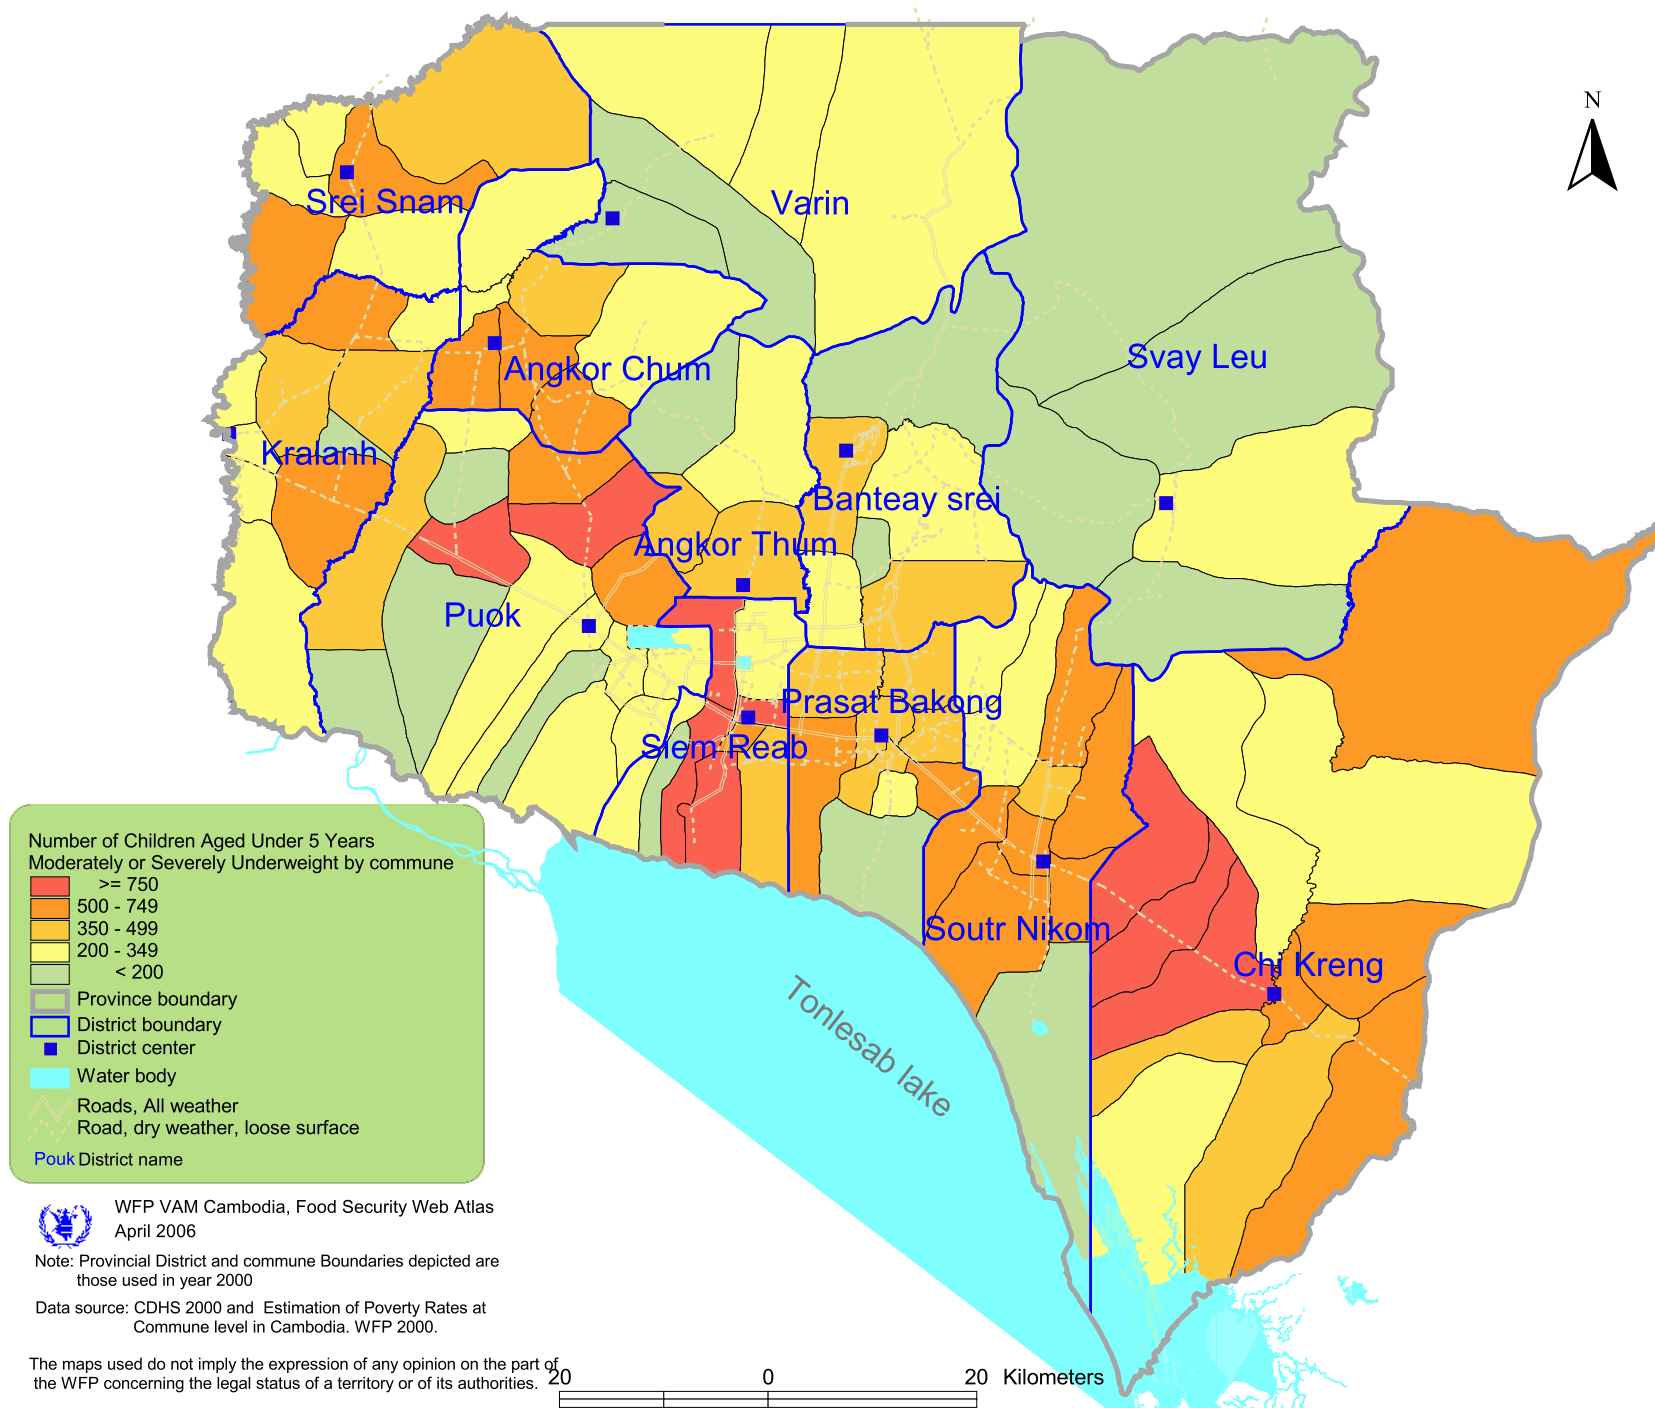 N
Srei Snam
Varin
Angkor Chum
Svay Leu
Kralanh
Banteay srei
Angkor Thum
Puok
Prasat Bakong
Siem Reab
Soutr Nikom
Chi Kreng
Tonlesab lake
Number of Children Aged Under 5 Years
Moderately or Severely Underweight by commune
>= 750
500 - 749
350 - 499
200 - 349
< 200
Province boundary
District boundary
District center
Water body
Roads, All weather
Road, dry weather, loose surface
Pouk District name
WFP VAM Cambodia, Food Security Web Atlas
April 2006
Note: Provincial District and commune Boundaries depicted are
those used in year 2000
Data source: CDHS 2000 and Estimation of Poverty Rates at
Commune level in Cambodia. WFP 2000.
The maps used do not imply the expression of any opinion on the part of
the WFP concerning the legal status of a territory or of its authorities.
20 0 20 Kilometers